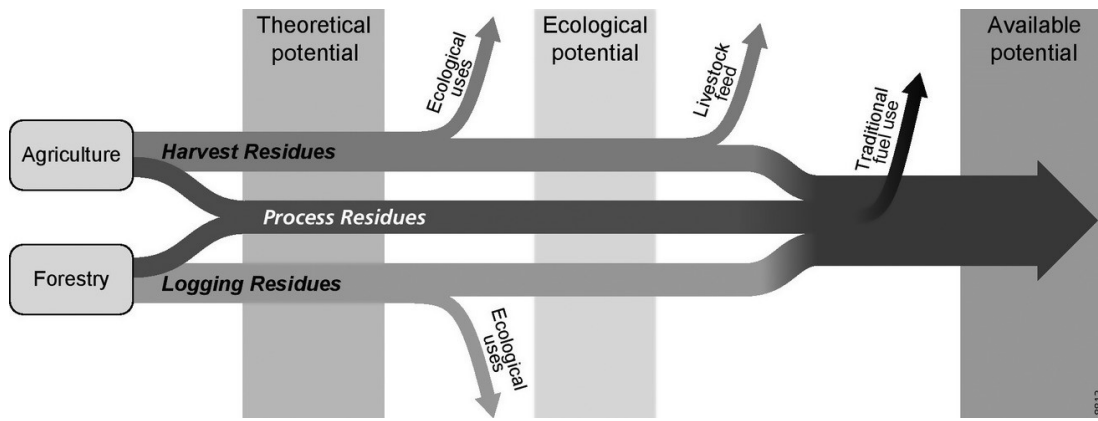 Theoretical
potential
Ecological
uses
Ecological
potential
Livestock
feed
Available
potential
Traditional
fuel use
Agriculture
Harvest Residues
Process Residues
Forestry
Logging Residues
Ecological
uses